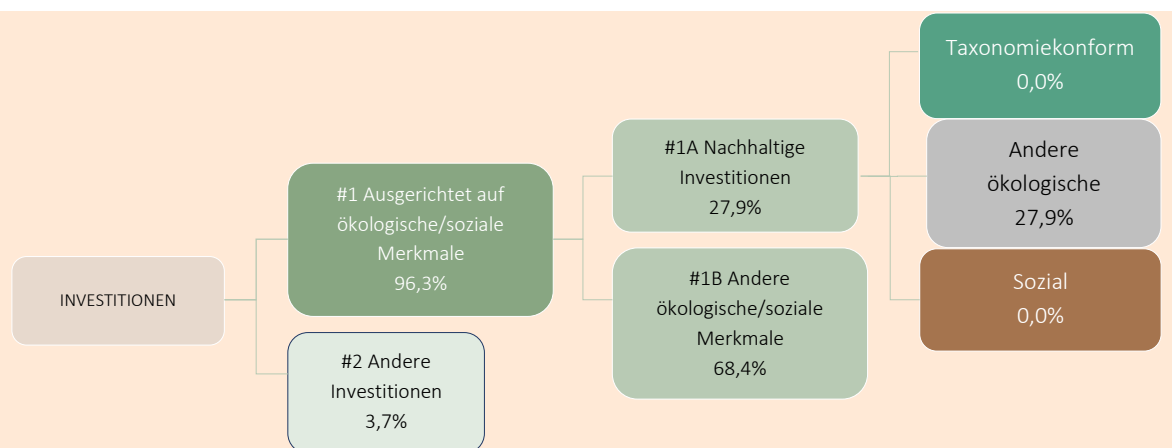 INVESTITIONEN
#1 Ausgerichtet auf
ökologische/soziale
Merkmale
96,3%
#2 Andere
Investitionen
3,7%
#1A Nachhaltige
Investitionen
27,9%
#1B Andere
ökologische/soziale
Merkmale
68,4%
Taxonomiekonform
0,0%
Andere
ökologische
27,9%
Sozial
0,0%